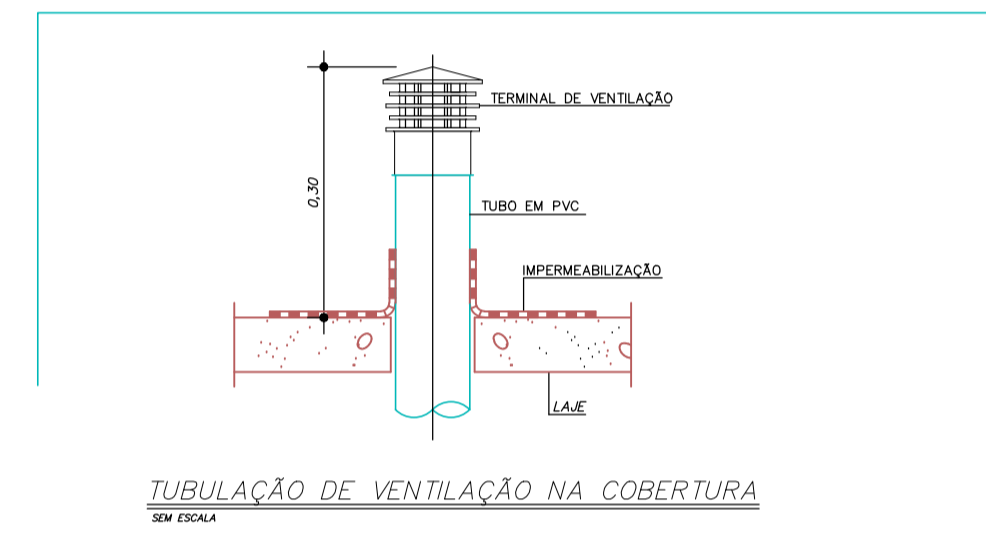 TERMINAL DE VENTILAÇÃO
0,30
TUBO EM PVC
IMPERMEABILIZAÇÃO
LAJE
TUBULAÇÃO DE VENTILAÇÃO NA COBERTURA
SEM ESCALA